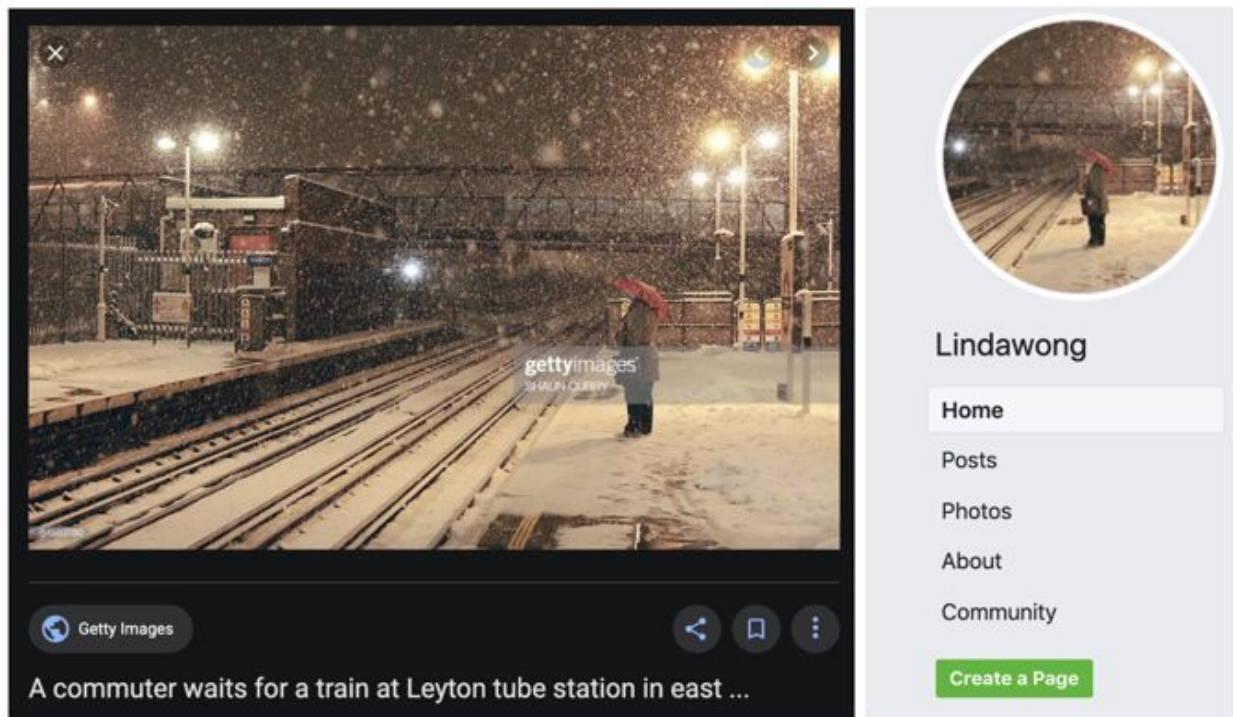 gettyimages
SHAUN CURRY
Getty Images
A commuter waits for a train at Leyton tube station in east ...
Lindawong
Home
Posts
Photos
About
Community
Create a Page